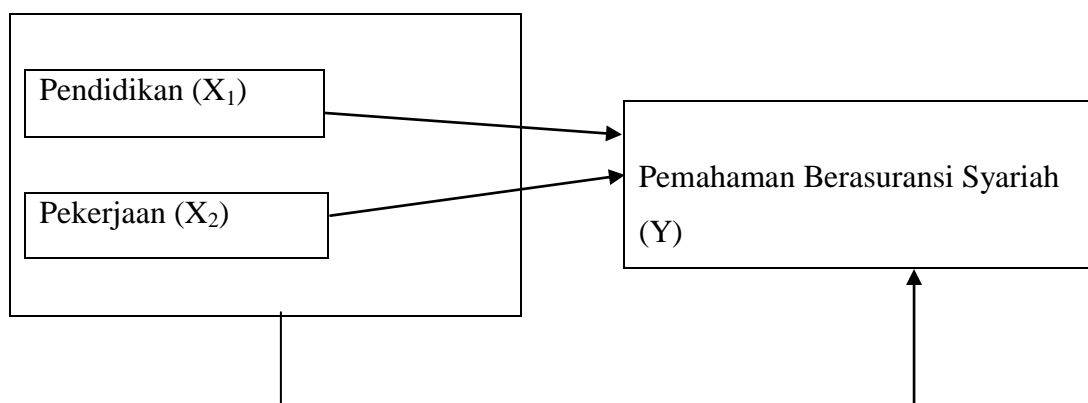 Pendidikan (X₁)
Pekerjaan (X₂)
Pemahaman Berasuransi Syariah
(Y)